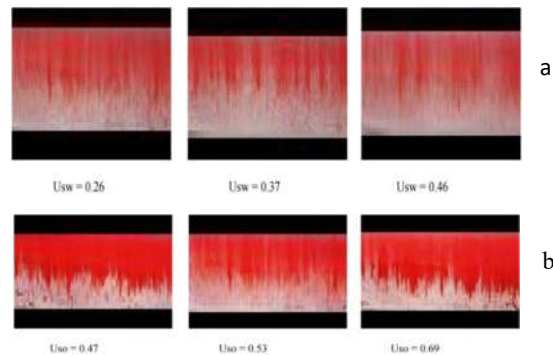 a
Usw = 0.26 Usw = 0.37 Usw = 0.46
b
Uso = 0.47 Uso = 0.53 Uso = 0.69